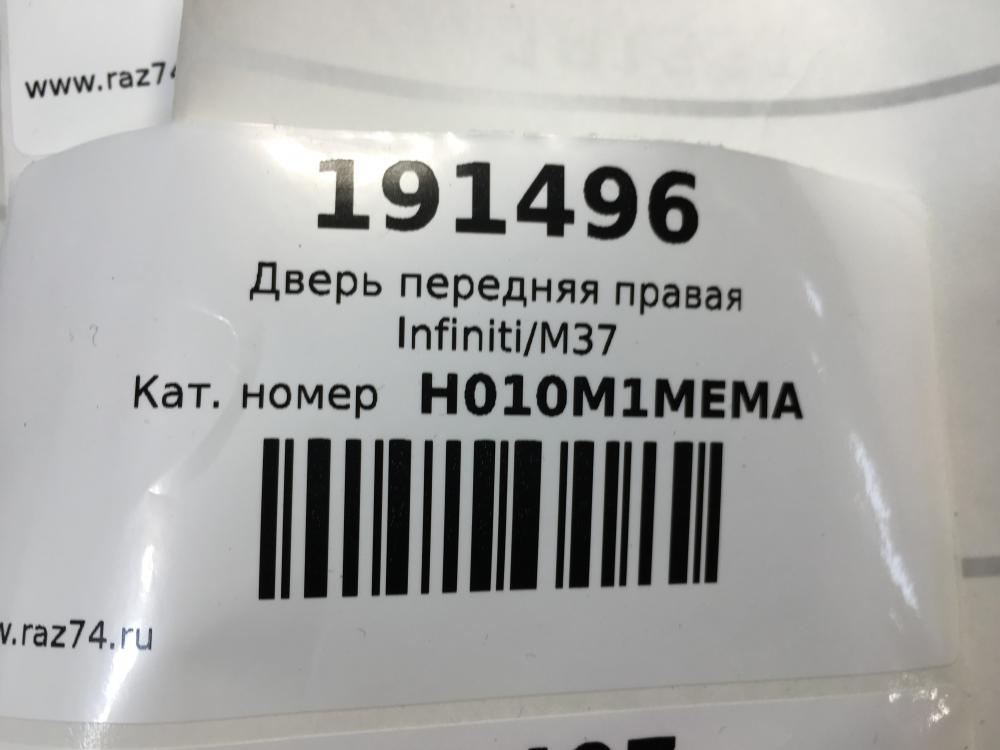 www.raz74
191496
Дверь передняя правая
Infiniti/M37
Кат. номер H010M1MEMA
w.raz74.ru